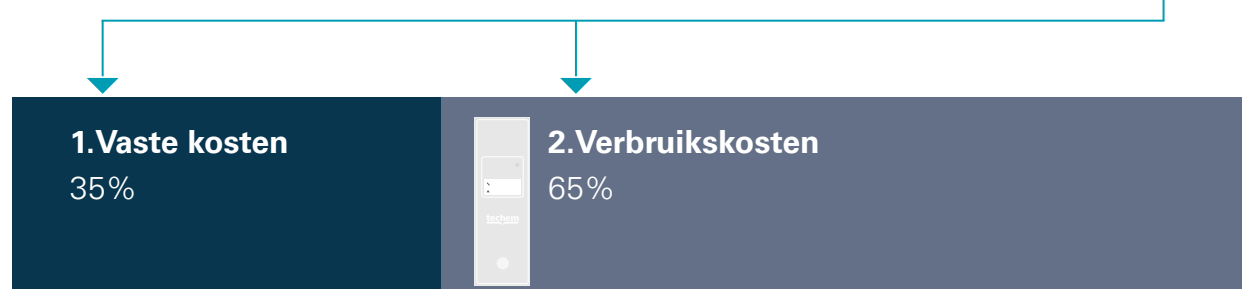 1. Vaste kosten
35%
2. Verbruikskosten
65%
techem